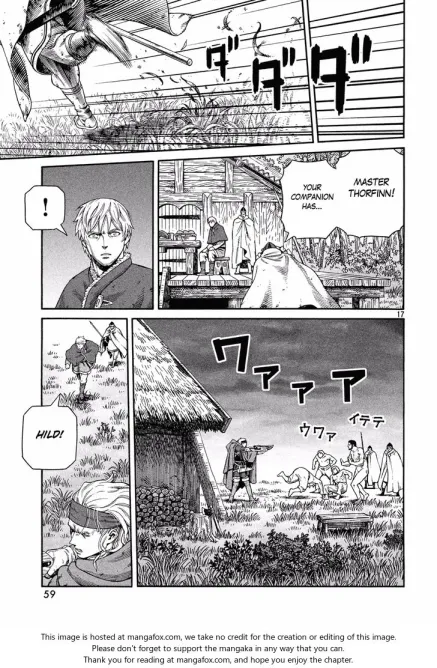 ダ
ダ
ダ
MASTER
THORFINN!
YOUR
COMPANION
HAS...
!
17
ワァァァ
イテテ
ウワァ
HILD!
59
This image is hosted at mangafox.com, we take no credit for the creation or editing of this image.
Please don't forget to support the mangaka in any way that you can.
Thank you for reading at mangafox.com, and hope you enjoy the chapter.